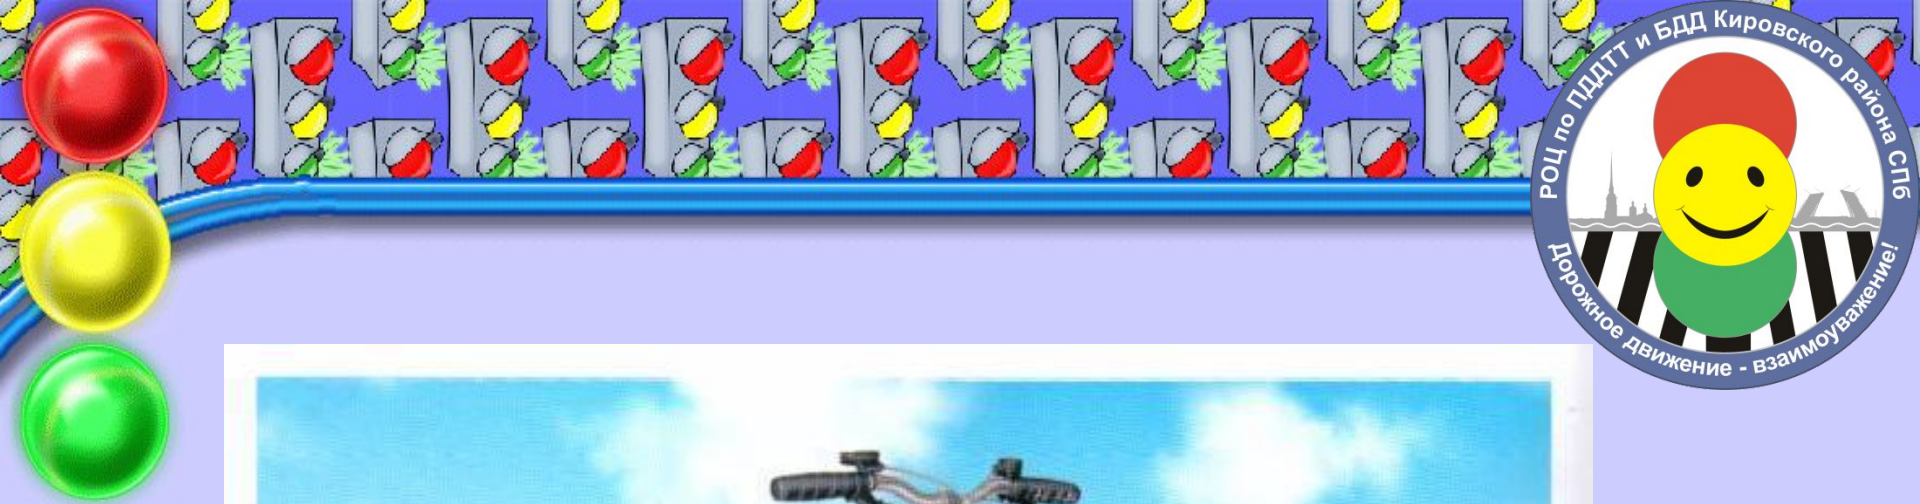 РОЦ по ПДДТТ и БДД Кировского района СПб
Дорожное движение - взаимоуважение!